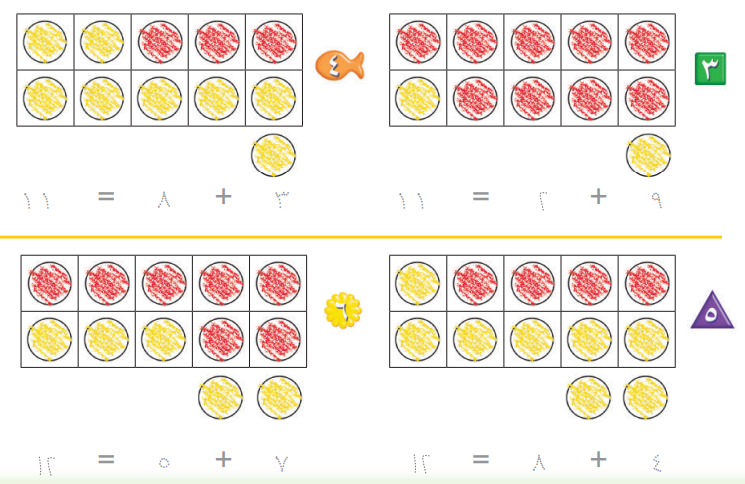 ٣
٩ + ٢ = ١١
٤
٣ + ٨ = ١١
٥
٤ + ٨ = ١٢
٦
٧ + ٥ = ١٢